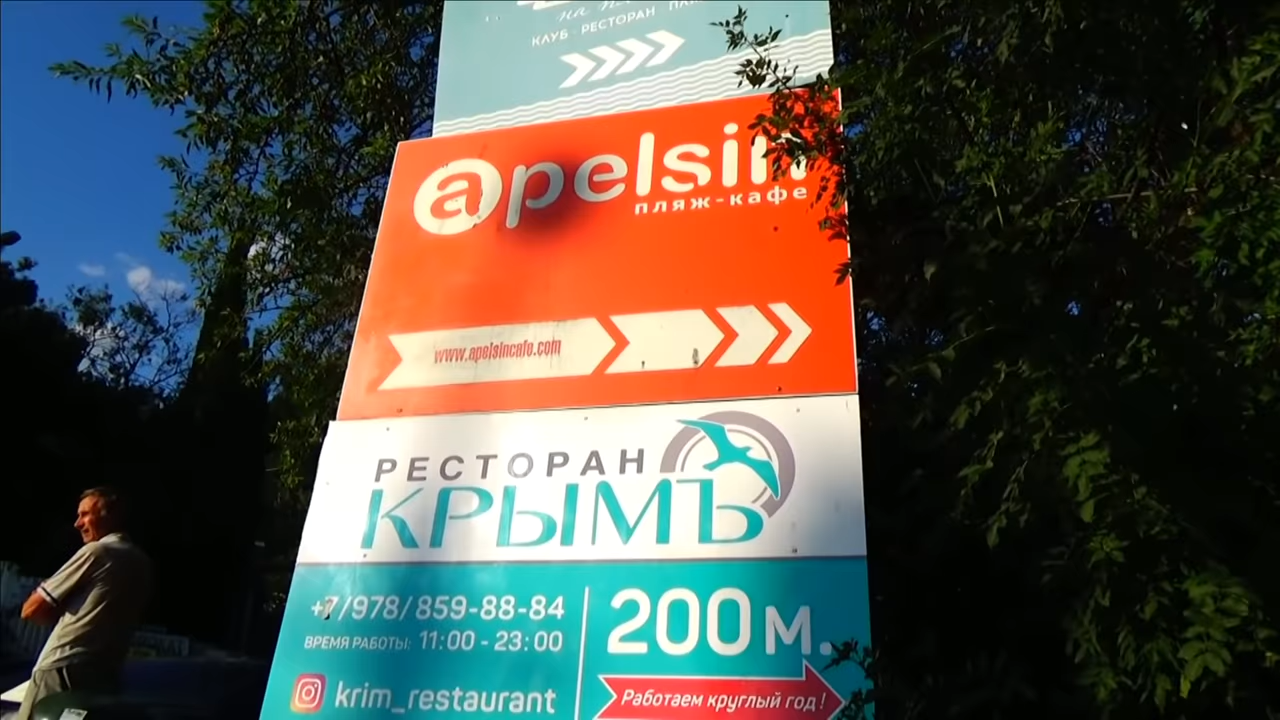 КЛУБ РЕСТОРАН
apelsin
пляж-кафе
www.apelsincafe.com
РЕСТОРАН
КРЫМЪ
+7/978/859-88-84
ВРЕМЯ РАБОТЫ: 11:00 - 23:00
krim_restaurant
200 м.
Работаем круглый год!